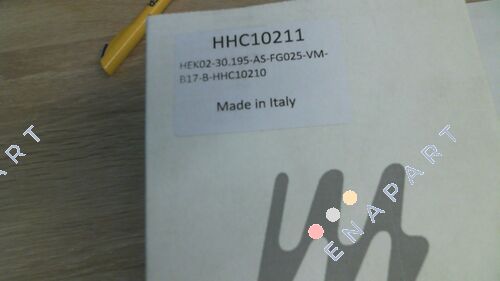 HHC10211
HEK02-30.195-AS-FG025-VM-
B17-B-HHC10210
Made in Italy
ENAPART
PART